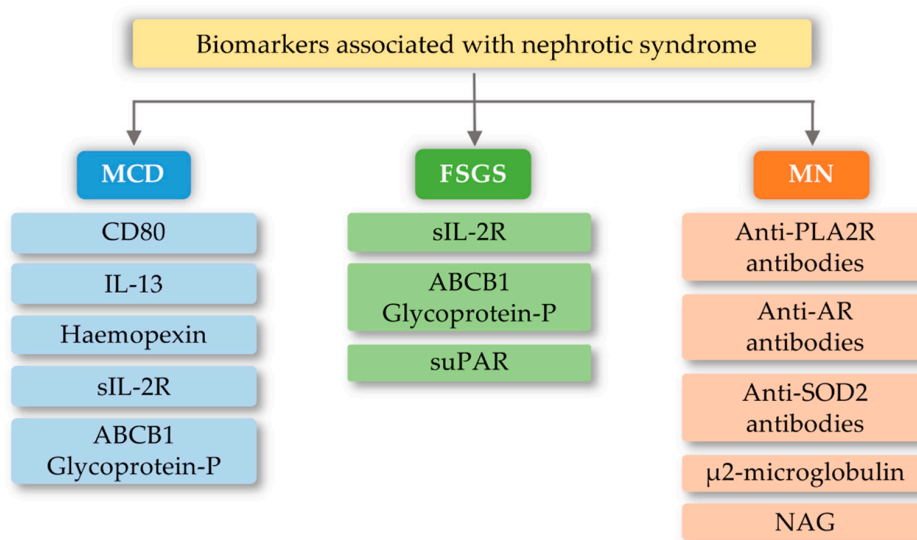 Biomarkers associated with nephrotic syndrome
MCD
CD80
IL-13
Haemopexin
sIL-2R
ABCB1
Glycoprotein-P
FSGS
sIL-2R
ABCB1
Glycoprotein-P
suPAR
MN
Anti-PLA2R
antibodies
Anti-AR
antibodies
Anti-SOD2
antibodies
µ2-microglobulin
NAG